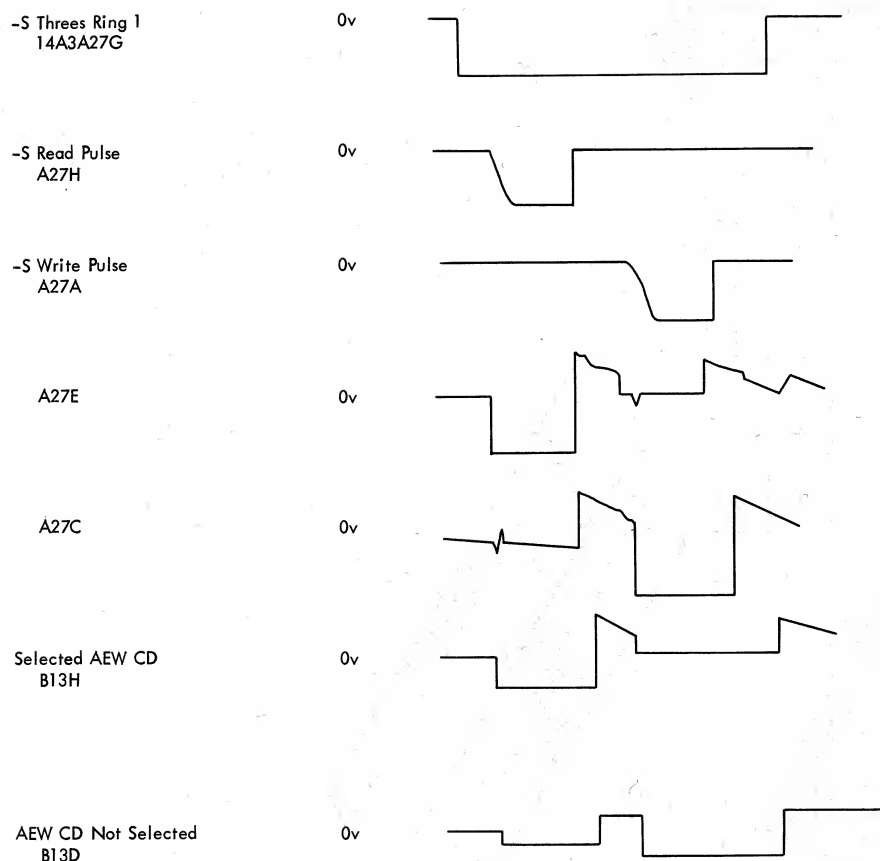 -S Threes Ring 1 0v
14A3A27G
-S Read Pulse 0v
A27H
-S Write Pulse 0v
A27A
A27E 0v
A27C 0v
Selected AEW CD 0v
B13H
AEW CD Not Selected 0v
B13D